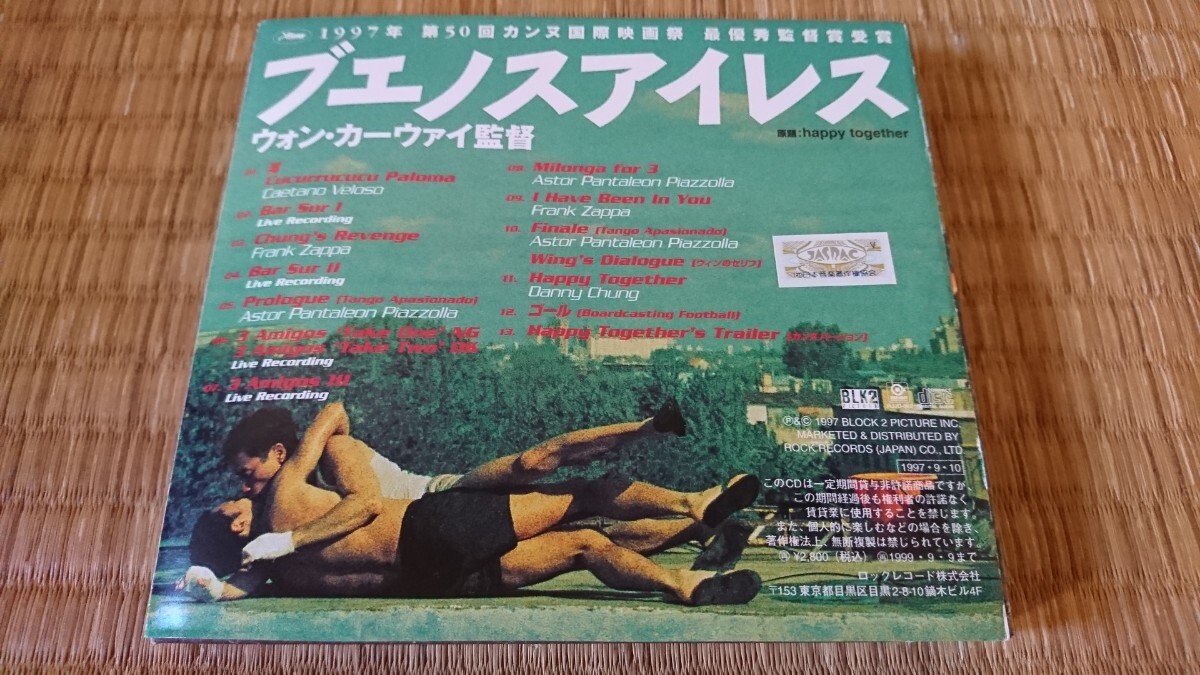 1997年 第50回カンヌ国際映画祭 最優秀監督賞受賞
ブエノスアイレス
ウォン・カーウァイ監督
原題:happy together
01.
Cucurrucucu Paloma
Caetano Veloso
02. Bar Sur I
Live Recording
03. Chung's Revenge
Frank Zappa
04. Bar Sur II
Live Recording
05. Prologue (Tango Apasionado)
Astor Pantaleon Piazzolla
06. 3 Amigos 'Take One' NG
3 Amigos 'Take Two' OK
Live Recording
07. 3 Amigos III
Live Recording
08. Milonga for 3
Astor Pantaleon Piazzolla
09. I Have Been In You
Frank Zappa
10. Finale (Tango Apasionado)
Astor Pantaleon Piazzolla
Wing's Dialogue [ウィンのセリフ]
11. Happy Together
Danny Chung
12. ゴール (Boardcasting Football)
13. Happy Together's Trailer
JASRAC
日本音楽著作権協会
BLK2
PICTURE
disc
Ⓟ&© 1997 BLOCK 2 PICTURE INC.
MARKETED & DISTRIBUTED BY
ROCK RECORDS (JAPAN) CO., LTD
1997・9・10
このCDは一定期間貸与非許諾商品ですが
この期間経過後も権利者の許諾なく
賃貸業に使用することを禁じます。
また、個人的に楽しむなどの場合を除き、
著作権法上、無断複製は禁じられています。
¥2,800(税込) 1999・9・9まで
ロックレコード株式会社
〒153 東京都目黒区目黒2-8-10鏑木ビル4F